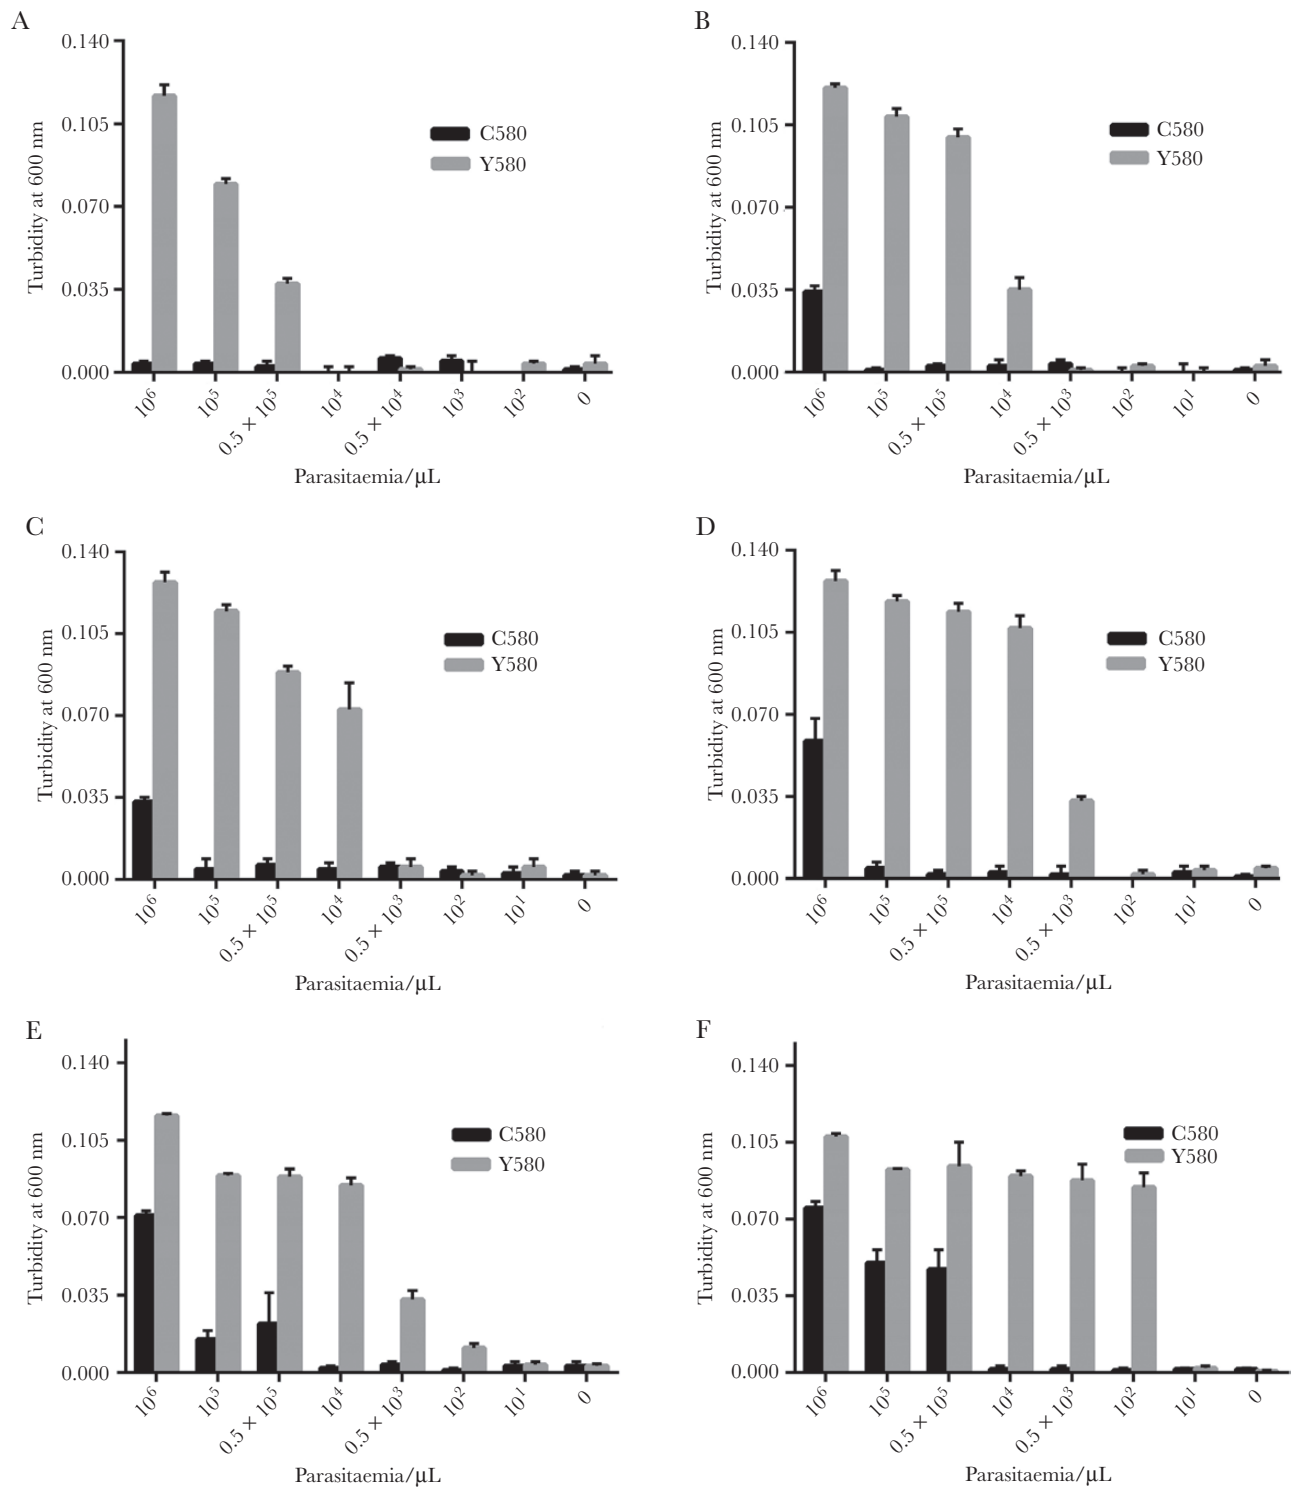 A
0.140
0.105
0.070
0.035
0.000
Turbidity at 600 nm
C580
Y580
10⁶
10⁵
0.5 × 10⁵
10⁴
0.5 × 10⁴
10³
10²
0
Parasitaemia/µL
B
0.140
0.105
0.070
0.035
0.000
Turbidity at 600 nm
C580
Y580
10⁶
10⁵
0.5 × 10⁵
10⁴
0.5 × 10³
10²
10¹
0
Parasitaemia/µL
C
0.140
0.105
0.070
0.035
0.000
Turbidity at 600 nm
C580
Y580
10⁶
10⁵
0.5 × 10⁵
10⁴
0.5 × 10³
10²
10¹
0
Parasitaemia/µL
D
0.140
0.105
0.070
0.035
0.000
Turbidity at 600 nm
C580
Y580
10⁶
10⁵
0.5 × 10⁵
10⁴
0.5 × 10³
10²
10¹
0
Parasitaemia/µL
E
0.140
0.105
0.070
0.035
0.000
Turbidity at 600 nm
C580
Y580
10⁶
10⁵
0.5 × 10⁵
10⁴
0.5 × 10³
10²
10¹
0
Parasitaemia/µL
F
0.140
0.105
0.070
0.035
0.000
Turbidity at 600 nm
C580
Y580
10⁶
10⁵
0.5 × 10⁵
10⁴
0.5 × 10³
10²
10¹
0
Parasitaemia/µL